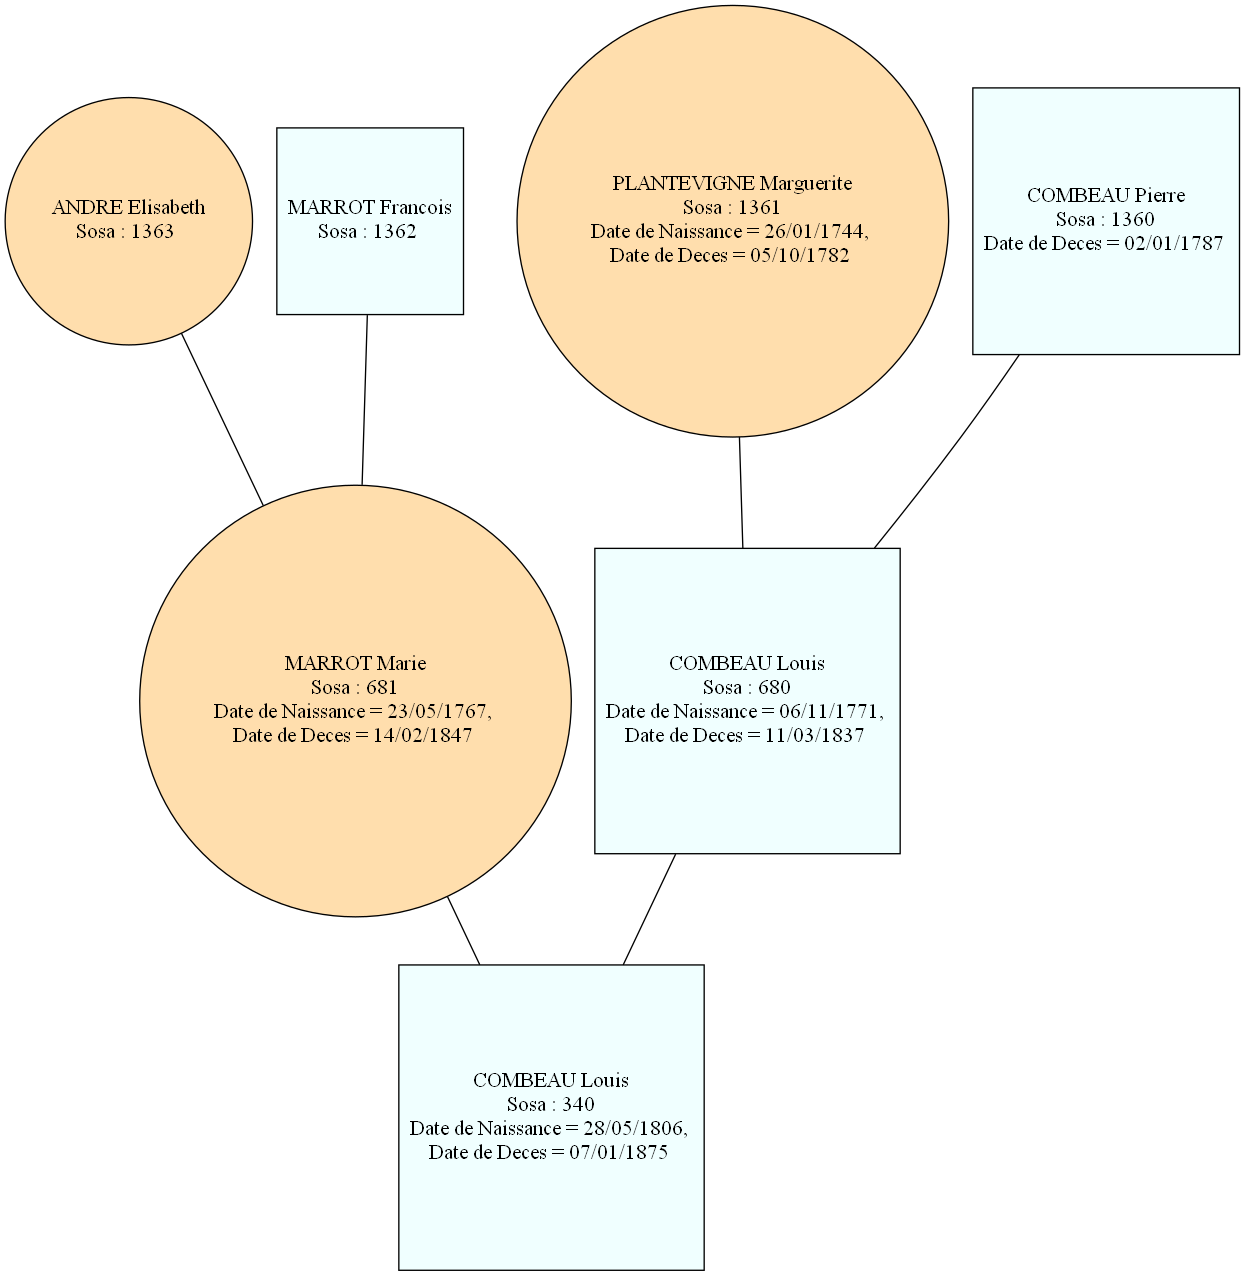 ANDRE Elisabeth
Sosa : 1363
MARROT Francois
Sosa : 1362
PLANTEVIGNE Marguerite
Sosa : 1361
Date de Naissance = 26/01/1744,
Date de Deces = 05/10/1782
COMBEAU Pierre
Sosa : 1360
Date de Deces = 02/01/1787
MARROT Marie
Sosa : 681
Date de Naissance = 23/05/1767,
Date de Deces = 14/02/1847
COMBEAU Louis
Sosa : 680
Date de Naissance = 06/11/1771,
Date de Deces = 11/03/1837
COMBEAU Louis
Sosa : 340
Date de Naissance = 28/05/1806,
Date de Deces = 07/01/1875